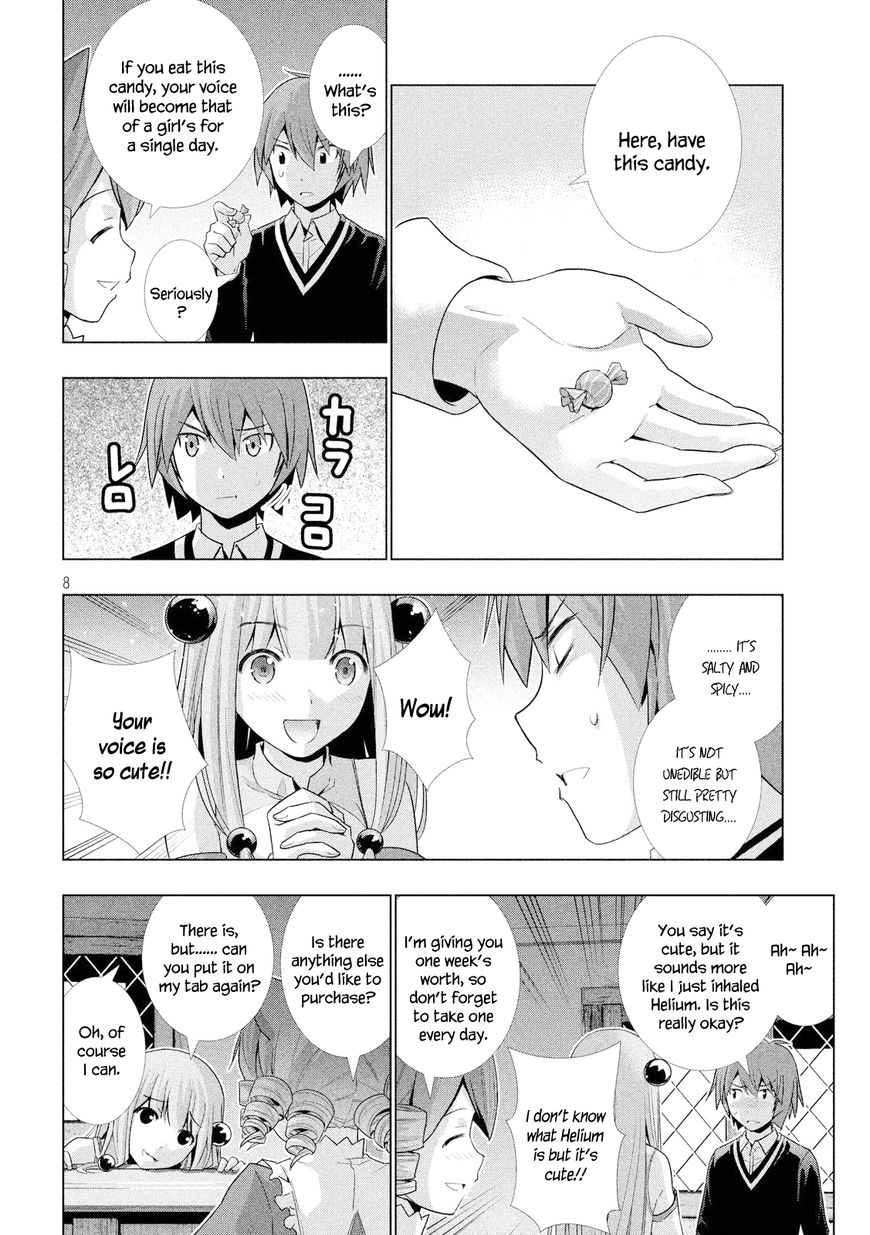 Here, have
this candy.
......
What's
this?
If you eat this
candy, your voice
will become that
of a girl's for
a single day.
Seriously
?
カラ
コロ
レロ
8
........ IT'S
SALTY AND
SPICY....
IT'S NOT
UNEDIBLE BUT
STILL PRETTY
DISGUSTING....
Wow!
Your
voice is
so cute!!
Ah~ Ah~
Ah~
You say it's
cute, but it
sounds more
like I just inhaled
Helium. Is this
really okay?
I don't know
what Helium
is but it's
cute!!
I'm giving you
one week's
worth, so
don't forget
to take one
every day.
Is there
anything else
you'd like to
purchase?
There is,
but...... can
you put it on
my tab again?
Oh, of
course
I can.